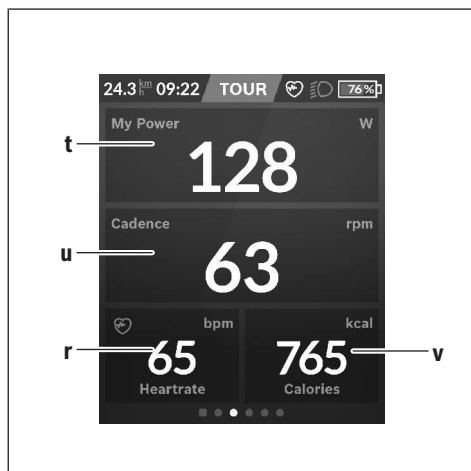 24.3 km/h 09:22 TOUR 76%
My Power W
t
128
Cadence rpm
u
63
bpm kcal
r 65 765 v
Heartrate Calories